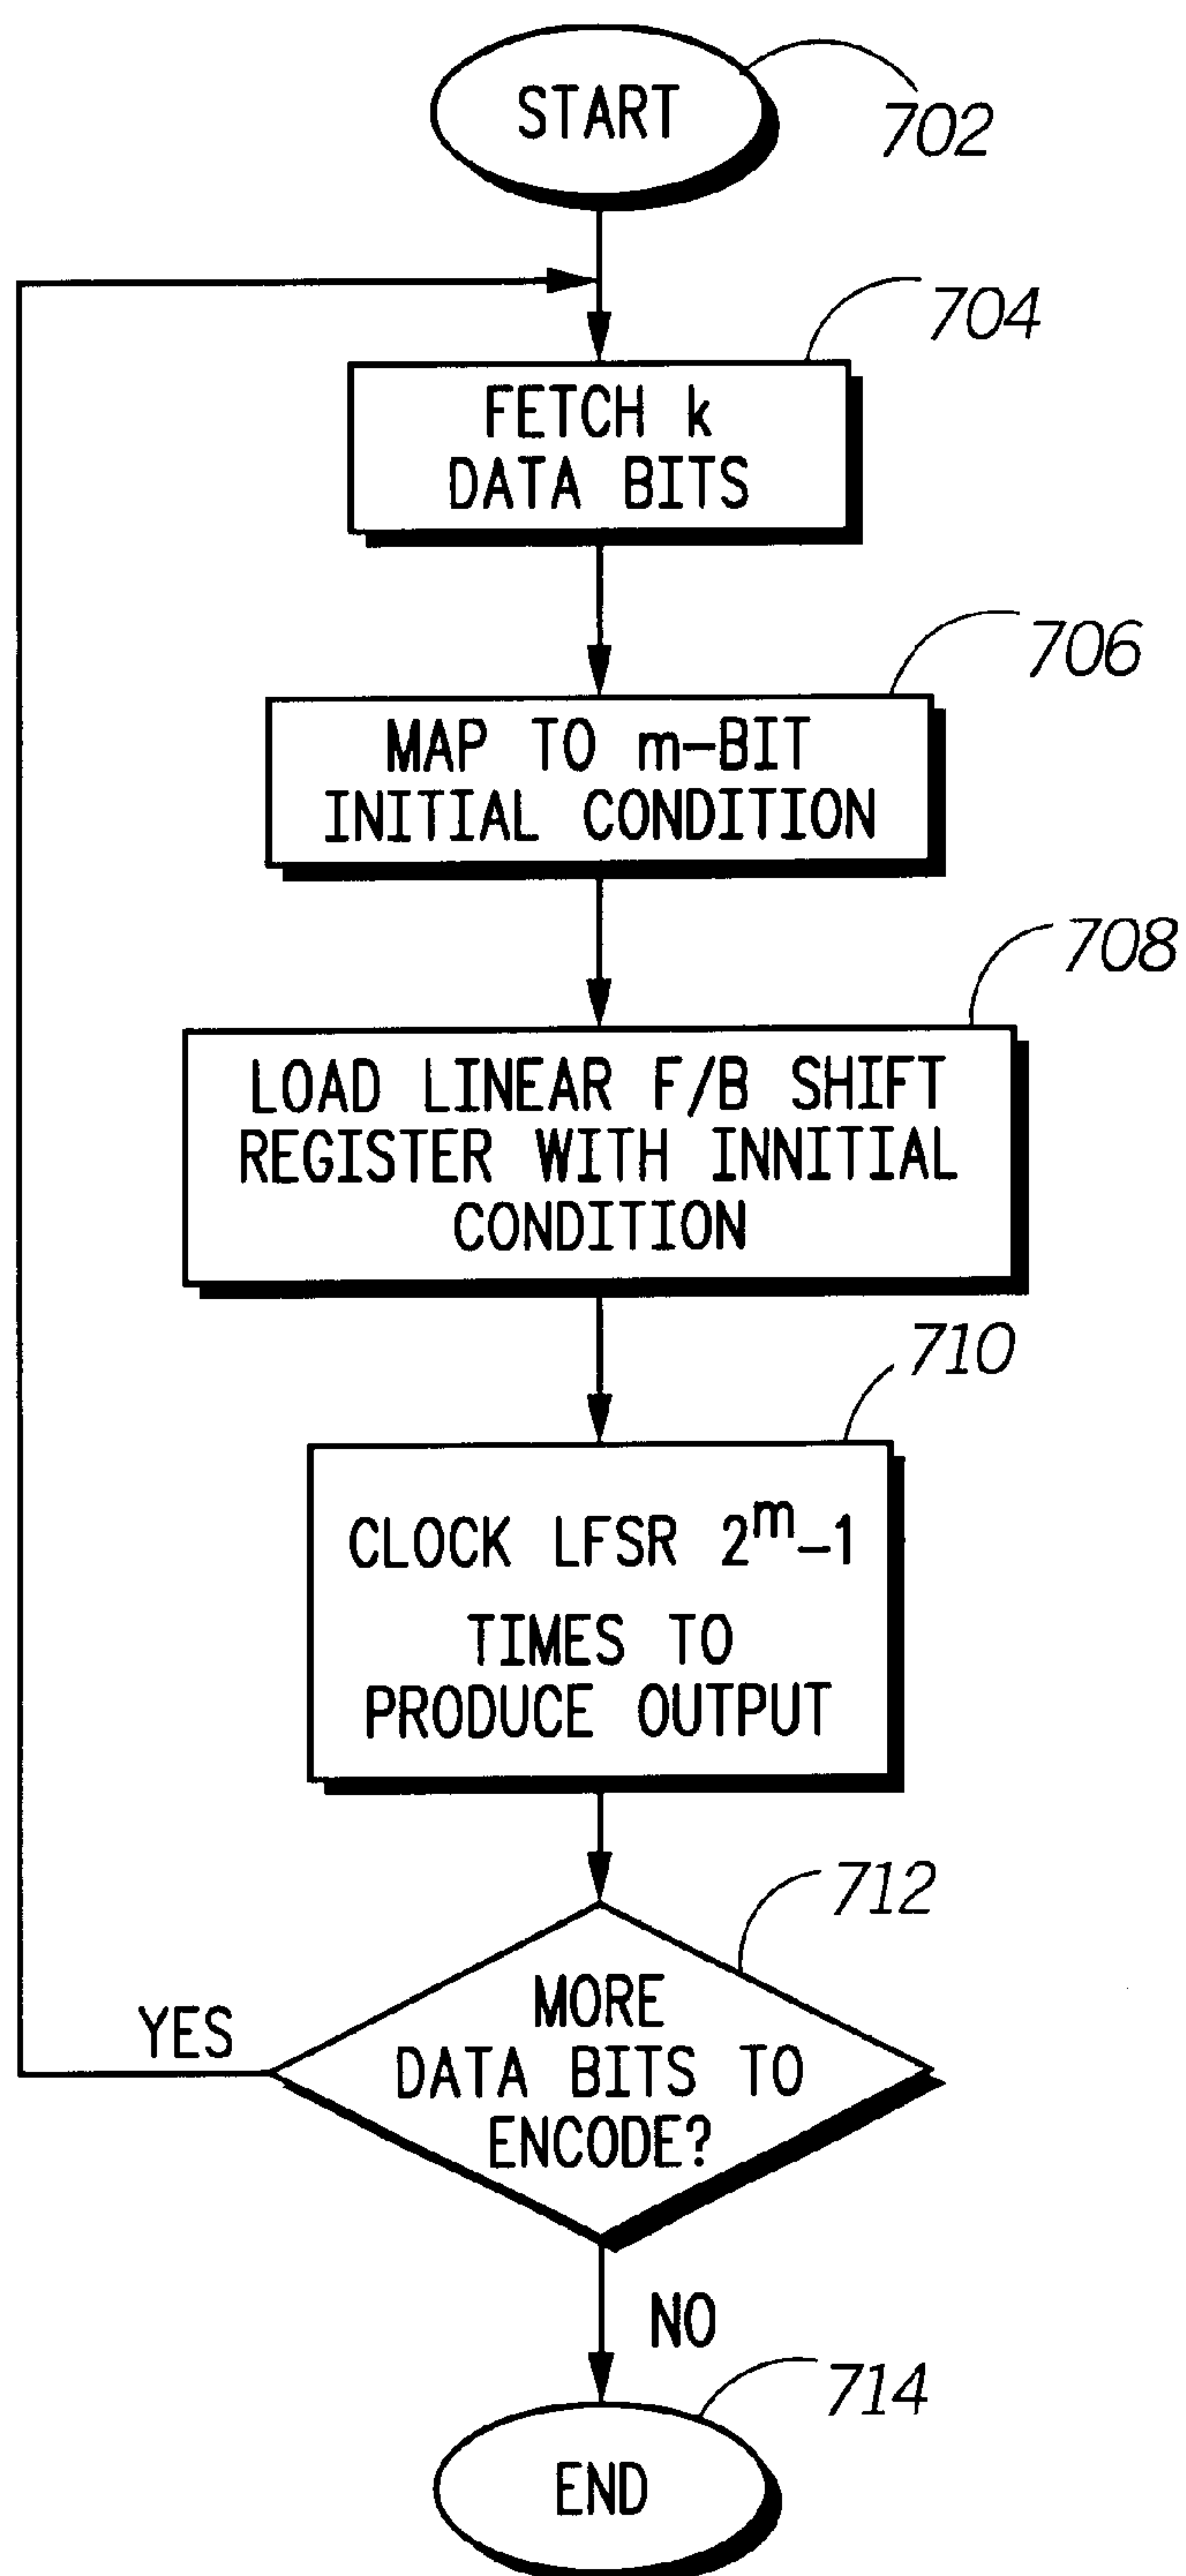 START
702
704
FETCH k
DATA BITS
706
MAP TO m-BIT
INITIAL CONDITION
708
LOAD LINEAR F/B SHIFT
REGISTER WITH INNITIAL
CONDITION
710
CLOCK LFSR 2^m-1
TIMES TO
PRODUCE OUTPUT
712
MORE
DATA BITS TO
ENCODE?
YES
NO
714
END